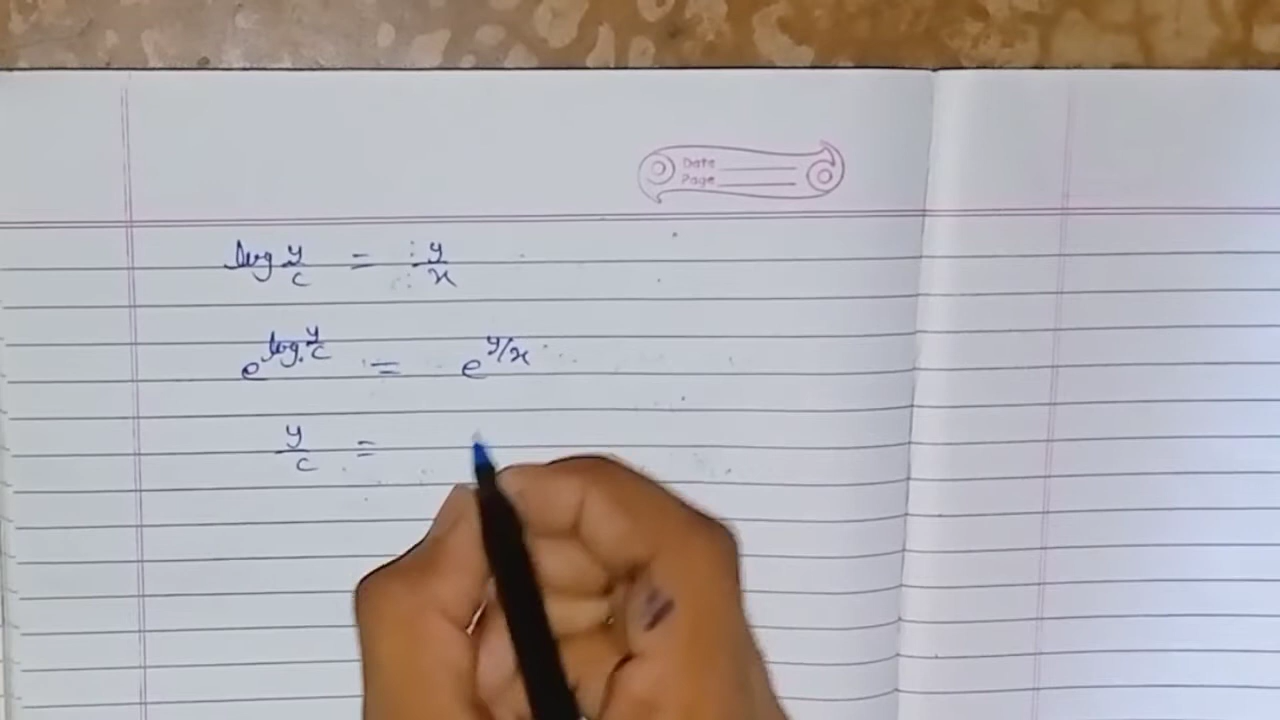 Date
Page
log y/c = y/x
e^{log y/c} = e^{y/x}
y/c =